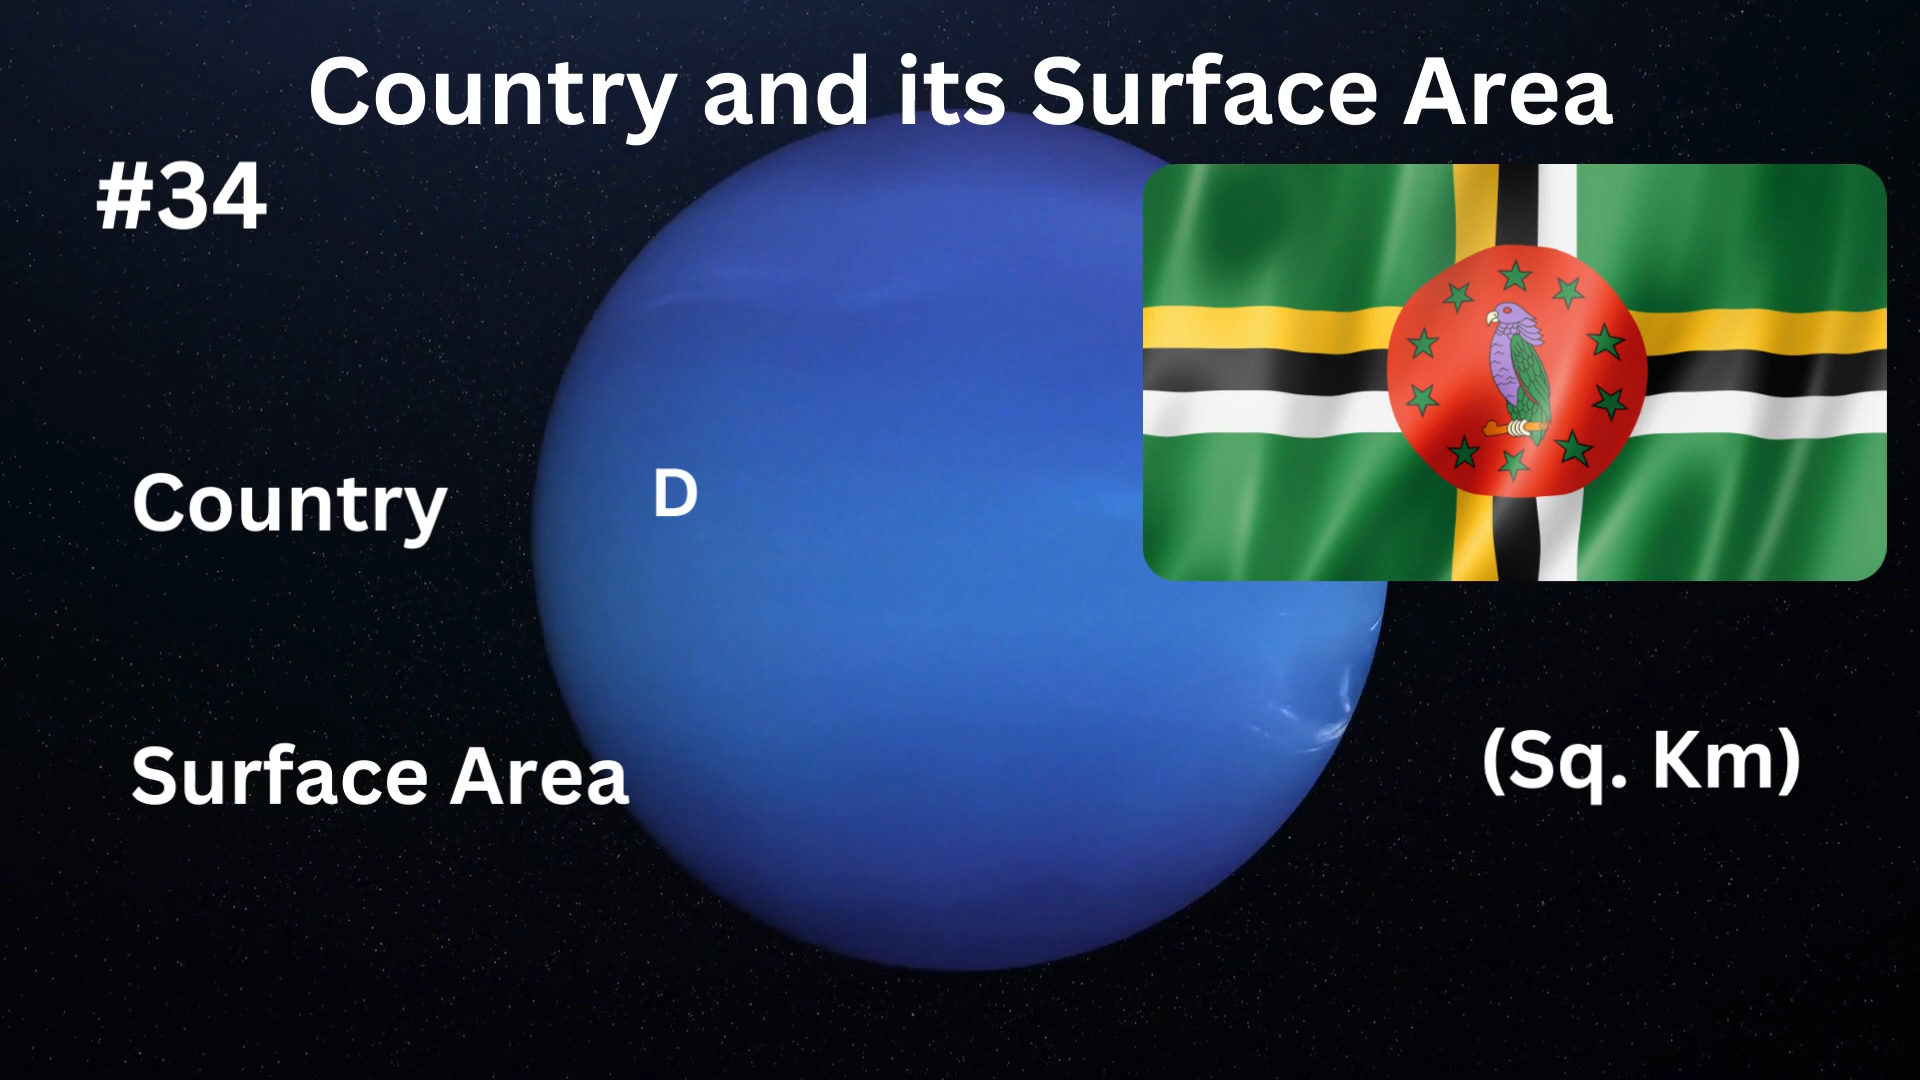 Country and its Surface Area
#34
Country
D
Surface Area
(Sq. Km)